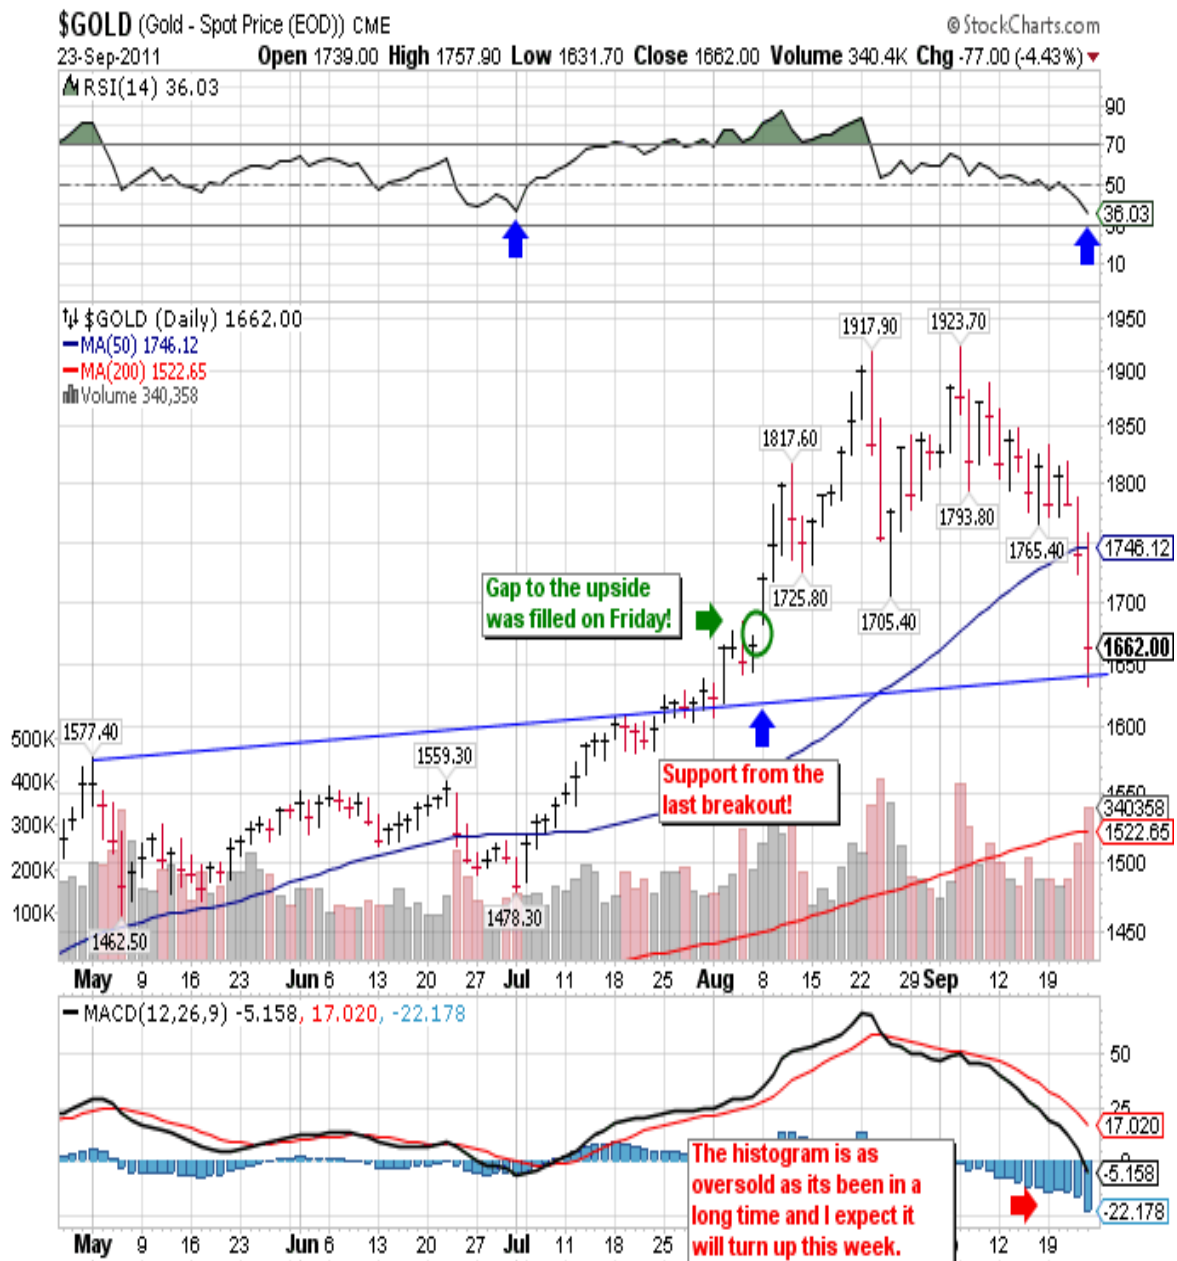 $GOLD (Gold - Spot Price (EOD)) CME © StockCharts.com
23-Sep-2011 Open 1739.00 High 1757.90 Low 1631.70 Close 1662.00 Volume 340.4K Chg -77.00 (-4.43%)
RSI(14) 36.03
90
70
50
36.03
30
10
$GOLD (Daily) 1662.00
MA(50) 1746.12
MA(200) 1522.65
Volume 340,358
1950
1900
1850
1800
1746.12
1700
1662.00
1650
1600
1550
340358
1522.65
1500
1450
1917.90
1923.70
1817.60
1793.80
1765.40
1725.80
1705.40
Gap to the upside
was filled on Friday!
1577.40
1559.30
Support from the
last breakout!
1478.30
1462.50
500K
400K
300K
200K
100K
May 9 16 23 Jun 6 13 20 27 Jul 11 18 25 Aug 8 15 22 29 Sep 12 19
MACD(12,26,9) -5.158, 17.020, -22.178
50
25
17.020
0
-5.158
-22.178
The histogram is as
oversold as its been in a
long time and I expect it
will turn up this week.
May 9 16 23 Jun 6 13 20 27 Jul 11 18 25 12 19